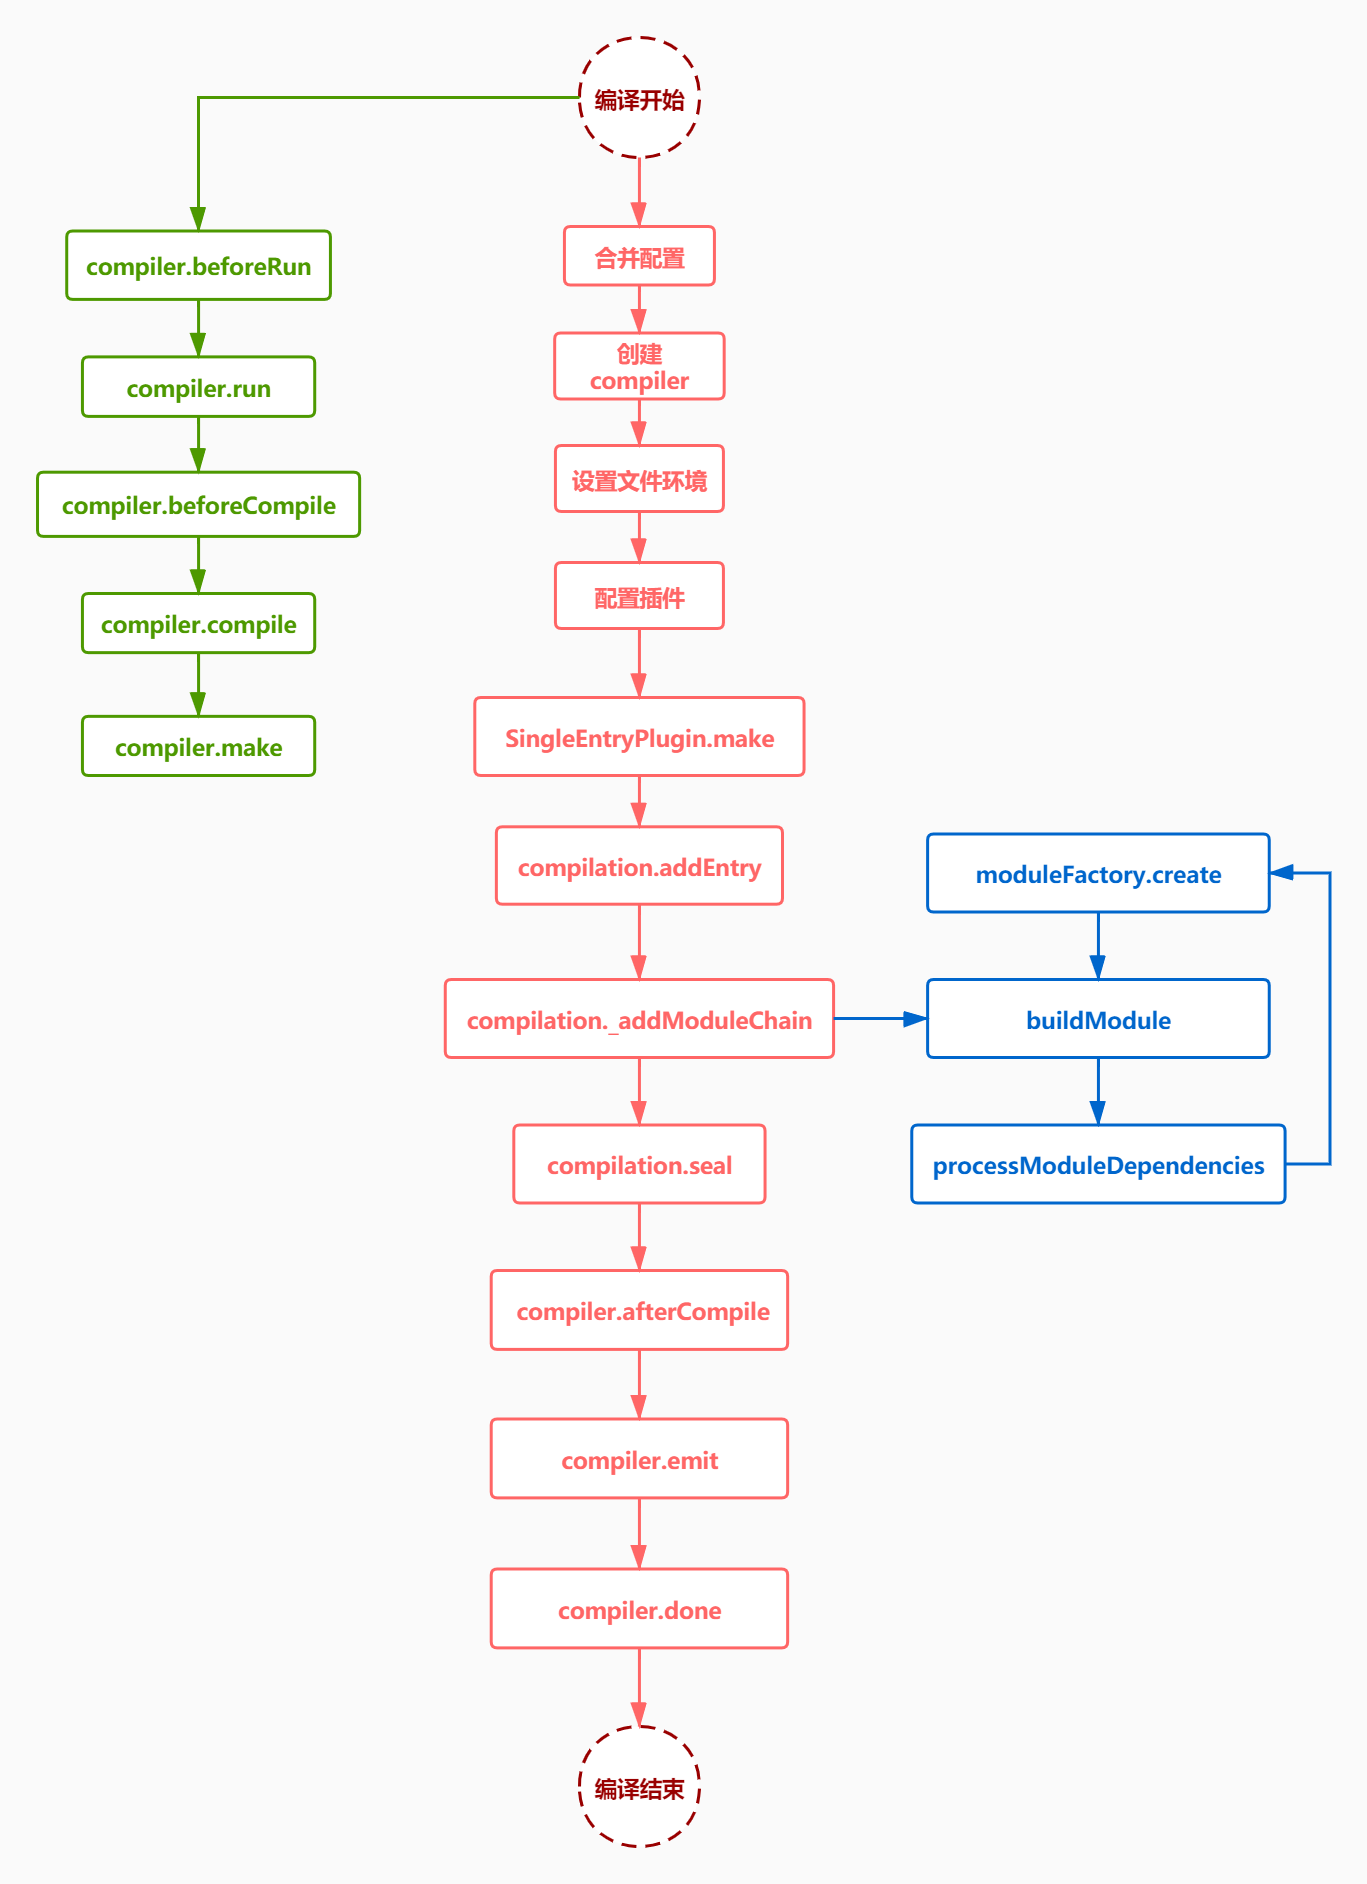 编译开始
compiler.beforeRun
compiler.run
compiler.beforeCompile
compiler.compile
compiler.make
合并配置
创建
compiler
设置文件环境
配置插件
SingleEntryPlugin.make
compilation.addEntry
compilation._addModuleChain
compilation.seal
compiler.afterCompile
compiler.emit
compiler.done
编译结束
moduleFactory.create
buildModule
processModuleDependencies